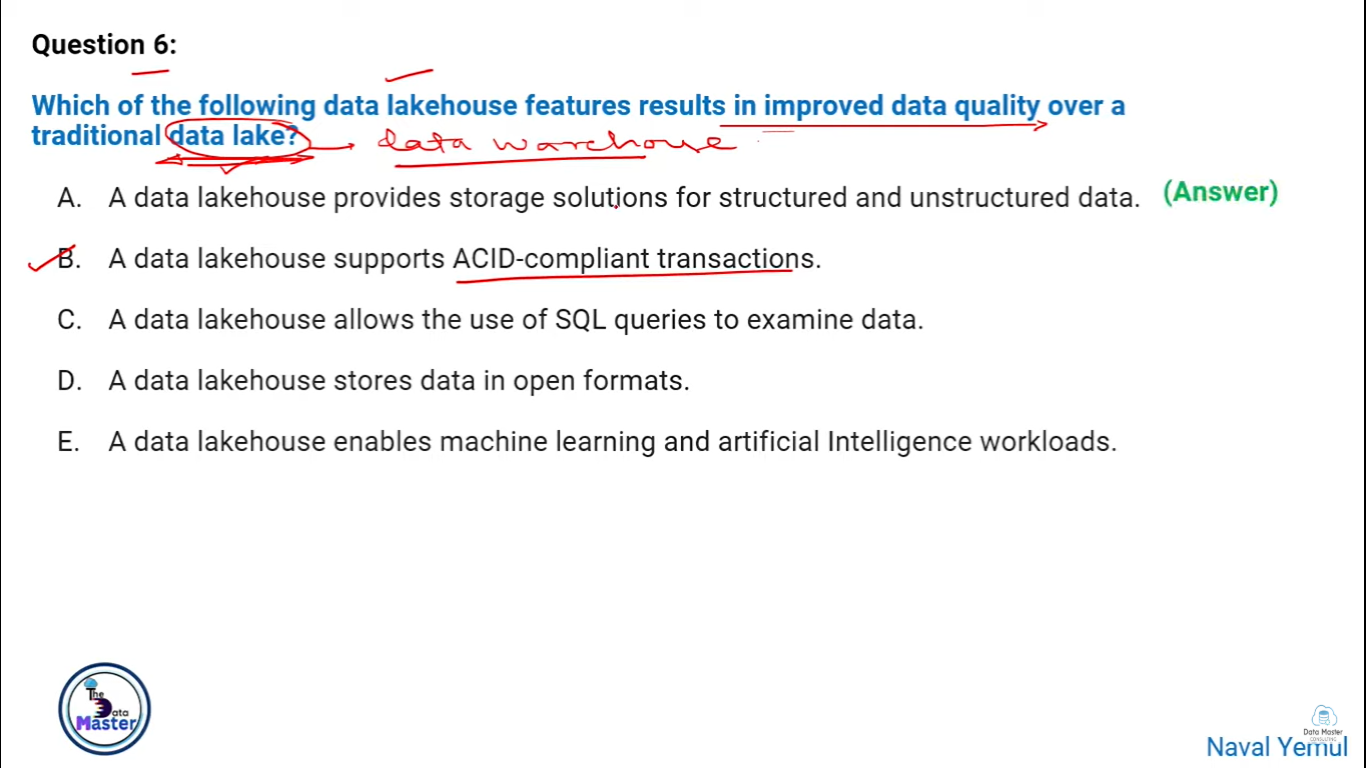 Question 6:
Which of the following data lakehouse features results in improved data quality over a
traditional data lake? data warehouse
A. A data lakehouse provides storage solutions for structured and unstructured data. (Answer)
B. A data lakehouse supports ACID-compliant transactions.
C. A data lakehouse allows the use of SQL queries to examine data.
D. A data lakehouse stores data in open formats.
E. A data lakehouse enables machine learning and artificial Intelligence workloads.
The
Data
Master
Data Master
CONSULTING
Naval Yemul